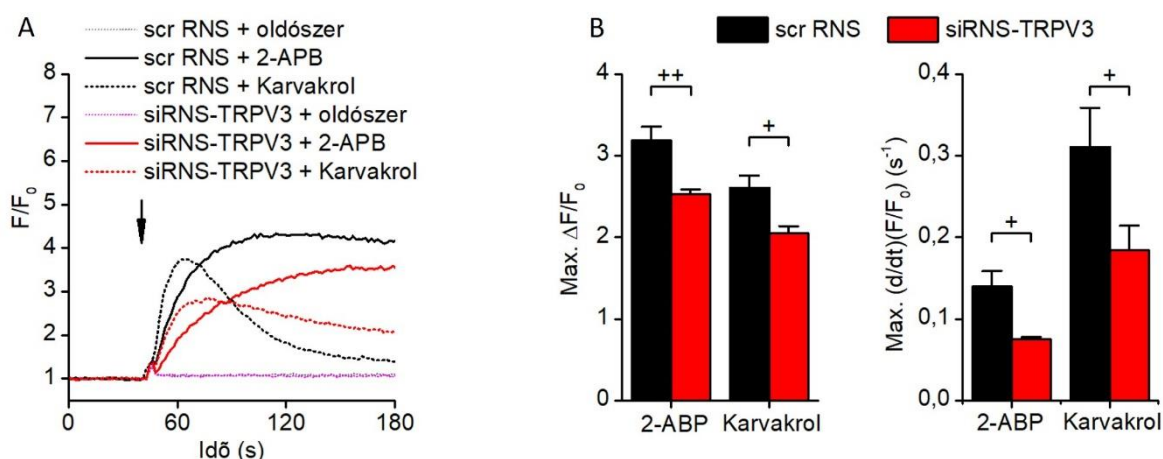 A
scr RNS + oldószer
scr RNS + 2-APB
scr RNS + Karvakrol
siRNS-TRPV3 + oldószer
siRNS-TRPV3 + 2-APB
siRNS-TRPV3 + Karvakrol
F/F0
8
7
6
5
4
3
2
1
0 60 120 180
Idõ (s)
B
scr RNS siRNS-TRPV3
Max. ΔF/F0
4
3
2
1
0
++
+
2-ABP Karvakrol
Max. (d/dt)(F/F0) (s-1)
0,4
0,3
0,2
0,1
0,0
+
+
2-ABP Karvakrol